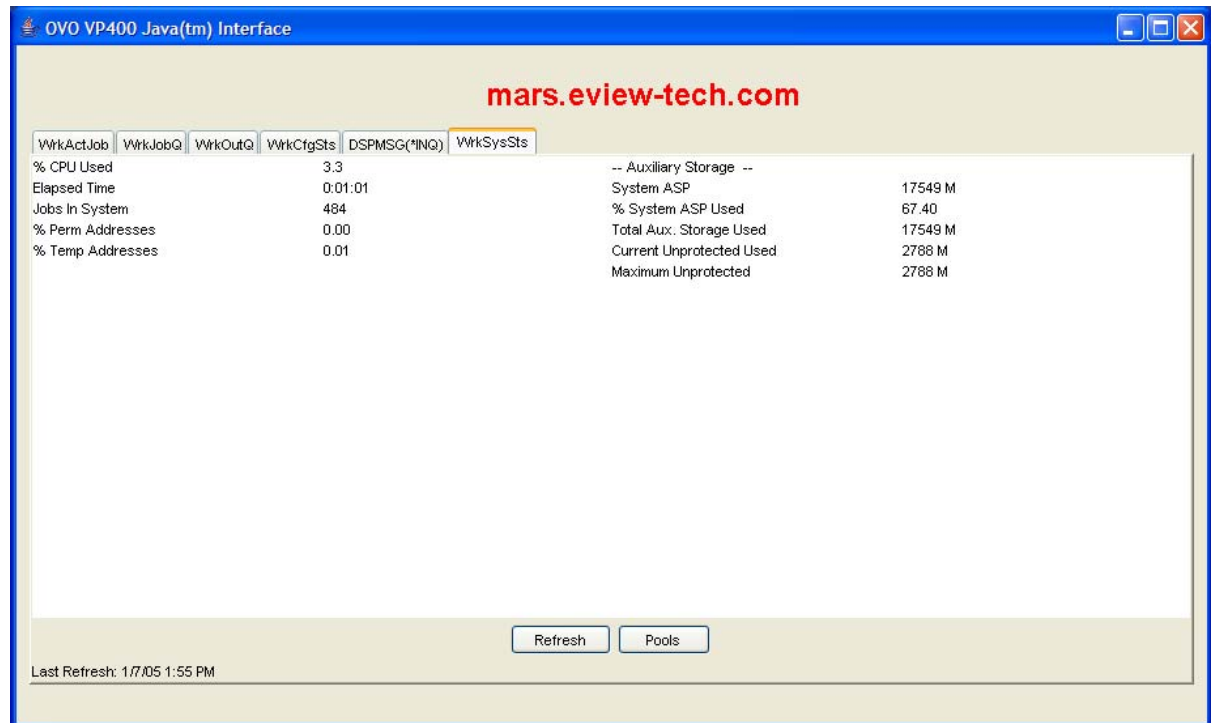 OVO VP400 Java(tm) Interface
mars.eview-tech.com
WrkActJob WrkJobQ WrkOutQ WrkCfgSts DSPMSG(*INQ) WrkSysSts
% CPU Used 3.3 -- Auxiliary Storage --
Elapsed Time 0:01:01 System ASP 17549 M
Jobs In System 484 % System ASP Used 67.40
% Perm Addresses 0.00 Total Aux. Storage Used 17549 M
% Temp Addresses 0.01 Current Unprotected Used 2788 M
Maximum Unprotected 2788 M
Refresh Pools
Last Refresh: 1/7/05 1:55 PM